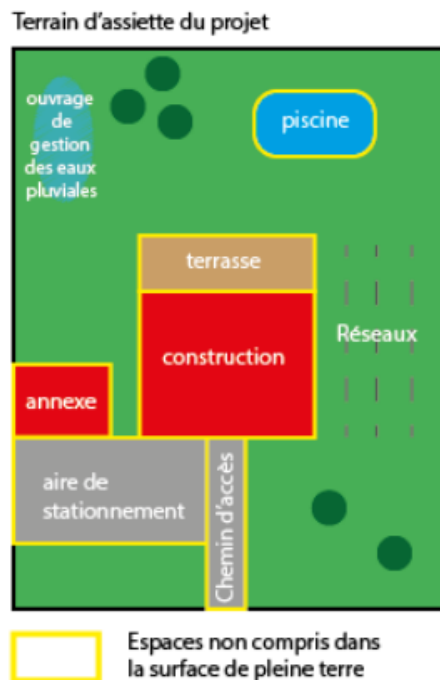 Terrain d'assiette du projet
ouvrage
de
gestion
des eaux
pluviales
piscine
terrasse
construction
Réseaux
annexe
aire de
stationnement
Chemin d'accès
Espaces non compris dans
la surface de pleine terre